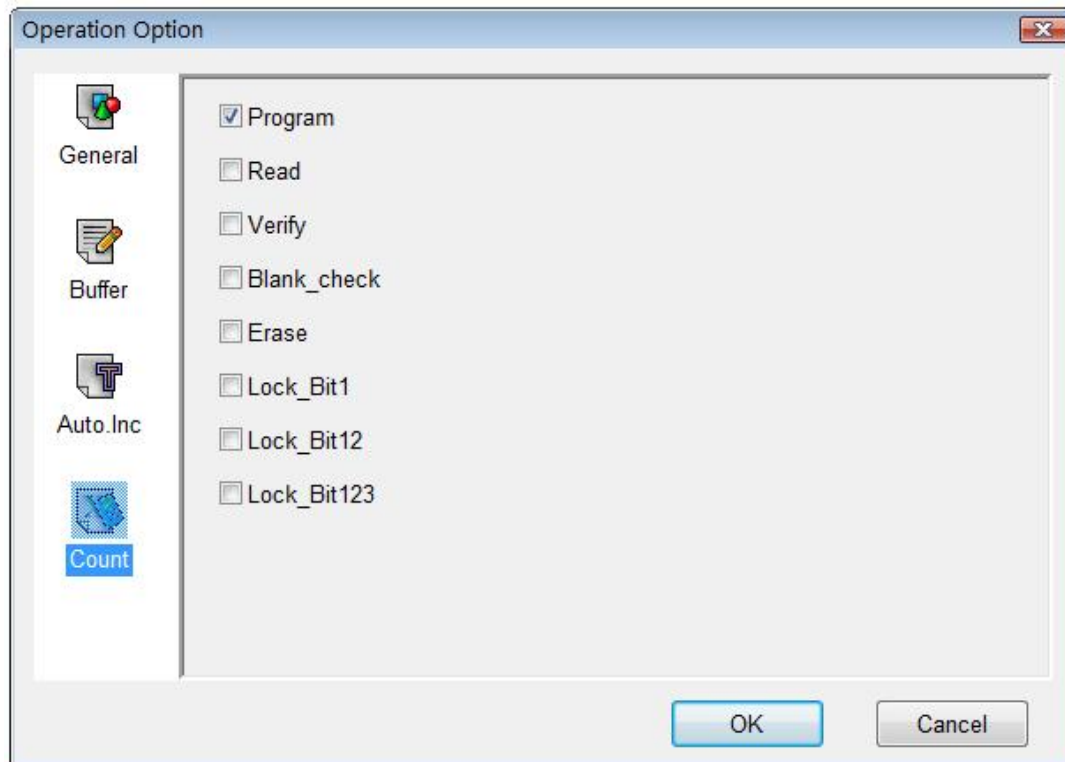 Operation Option
General
Buffer
Auto.Inc
Count
Program
Read
Verify
Blank_check
Erase
Lock_Bit1
Lock_Bit12
Lock_Bit123
OK
Cancel